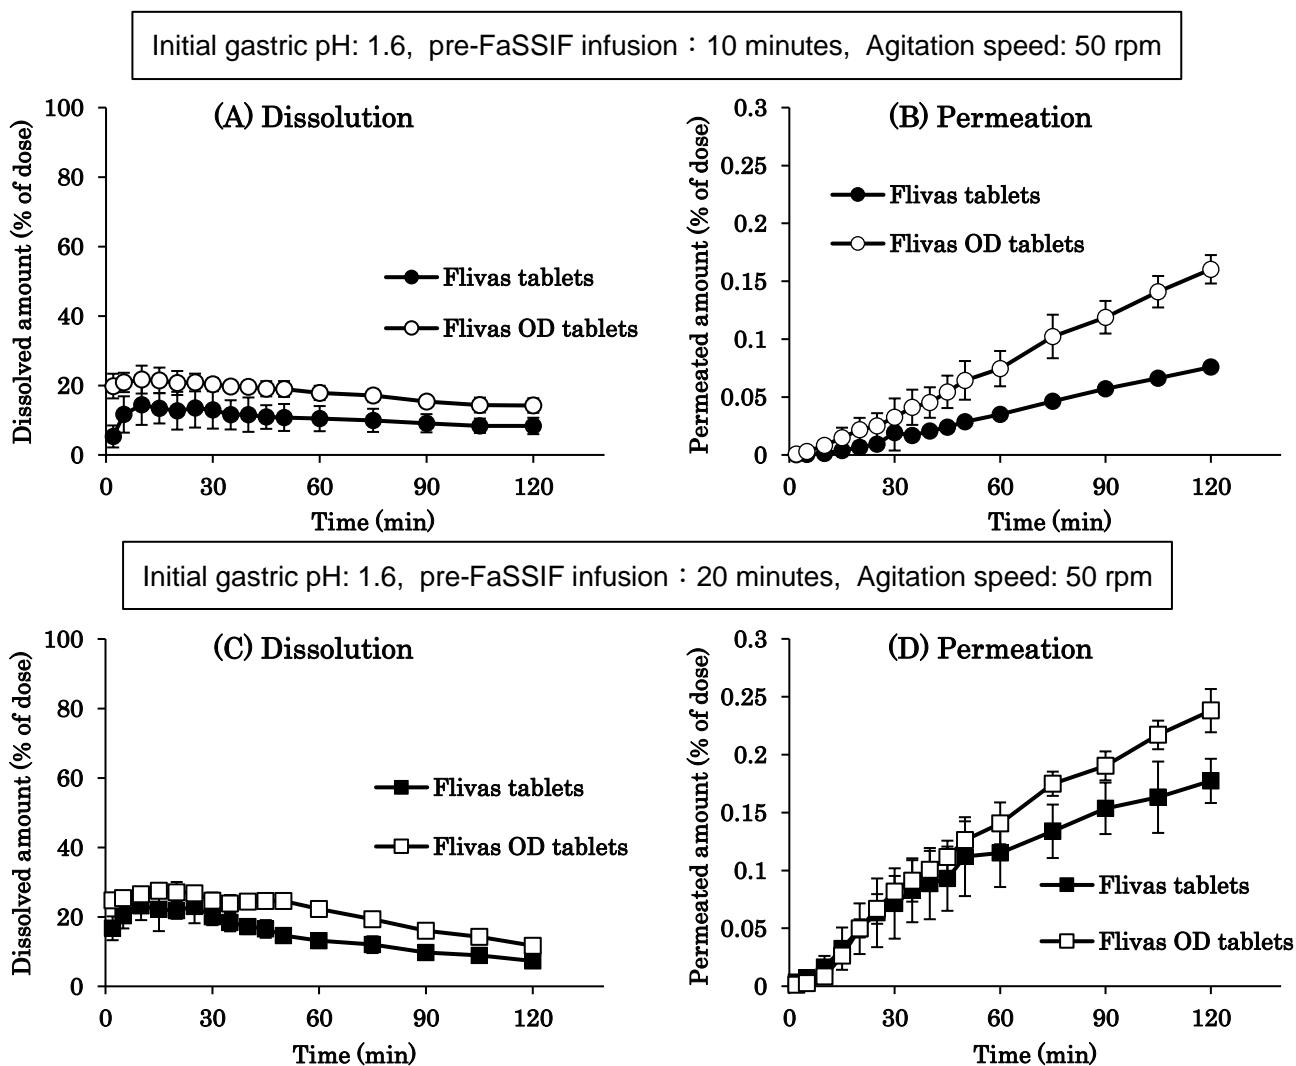 Initial gastric pH: 1.6,  pre-FaSSIF infusion：10 minutes,  Agitation speed: 50 rpm
(A) Dissolution
Dissolved amount (% of dose)
100
80
60
40
20
0
Flivas tablets
Flivas OD tablets
0 30 60 90 120
Time (min)
(B) Permeation
Permeated amount (% of dose)
0.3
0.25
0.2
0.15
0.1
0.05
0
Flivas tablets
Flivas OD tablets
0 30 60 90 120
Time (min)
Initial gastric pH: 1.6,  pre-FaSSIF infusion：20 minutes,  Agitation speed: 50 rpm
(C) Dissolution
Dissolved amount (% of dose)
100
80
60
40
20
0
Flivas tablets
Flivas OD tablets
0 30 60 90 120
Time (min)
(D) Permeation
Permeated amount (% of dose)
0.3
0.25
0.2
0.15
0.1
0.05
0
Flivas tablets
Flivas OD tablets
0 30 60 90 120
Time (min)